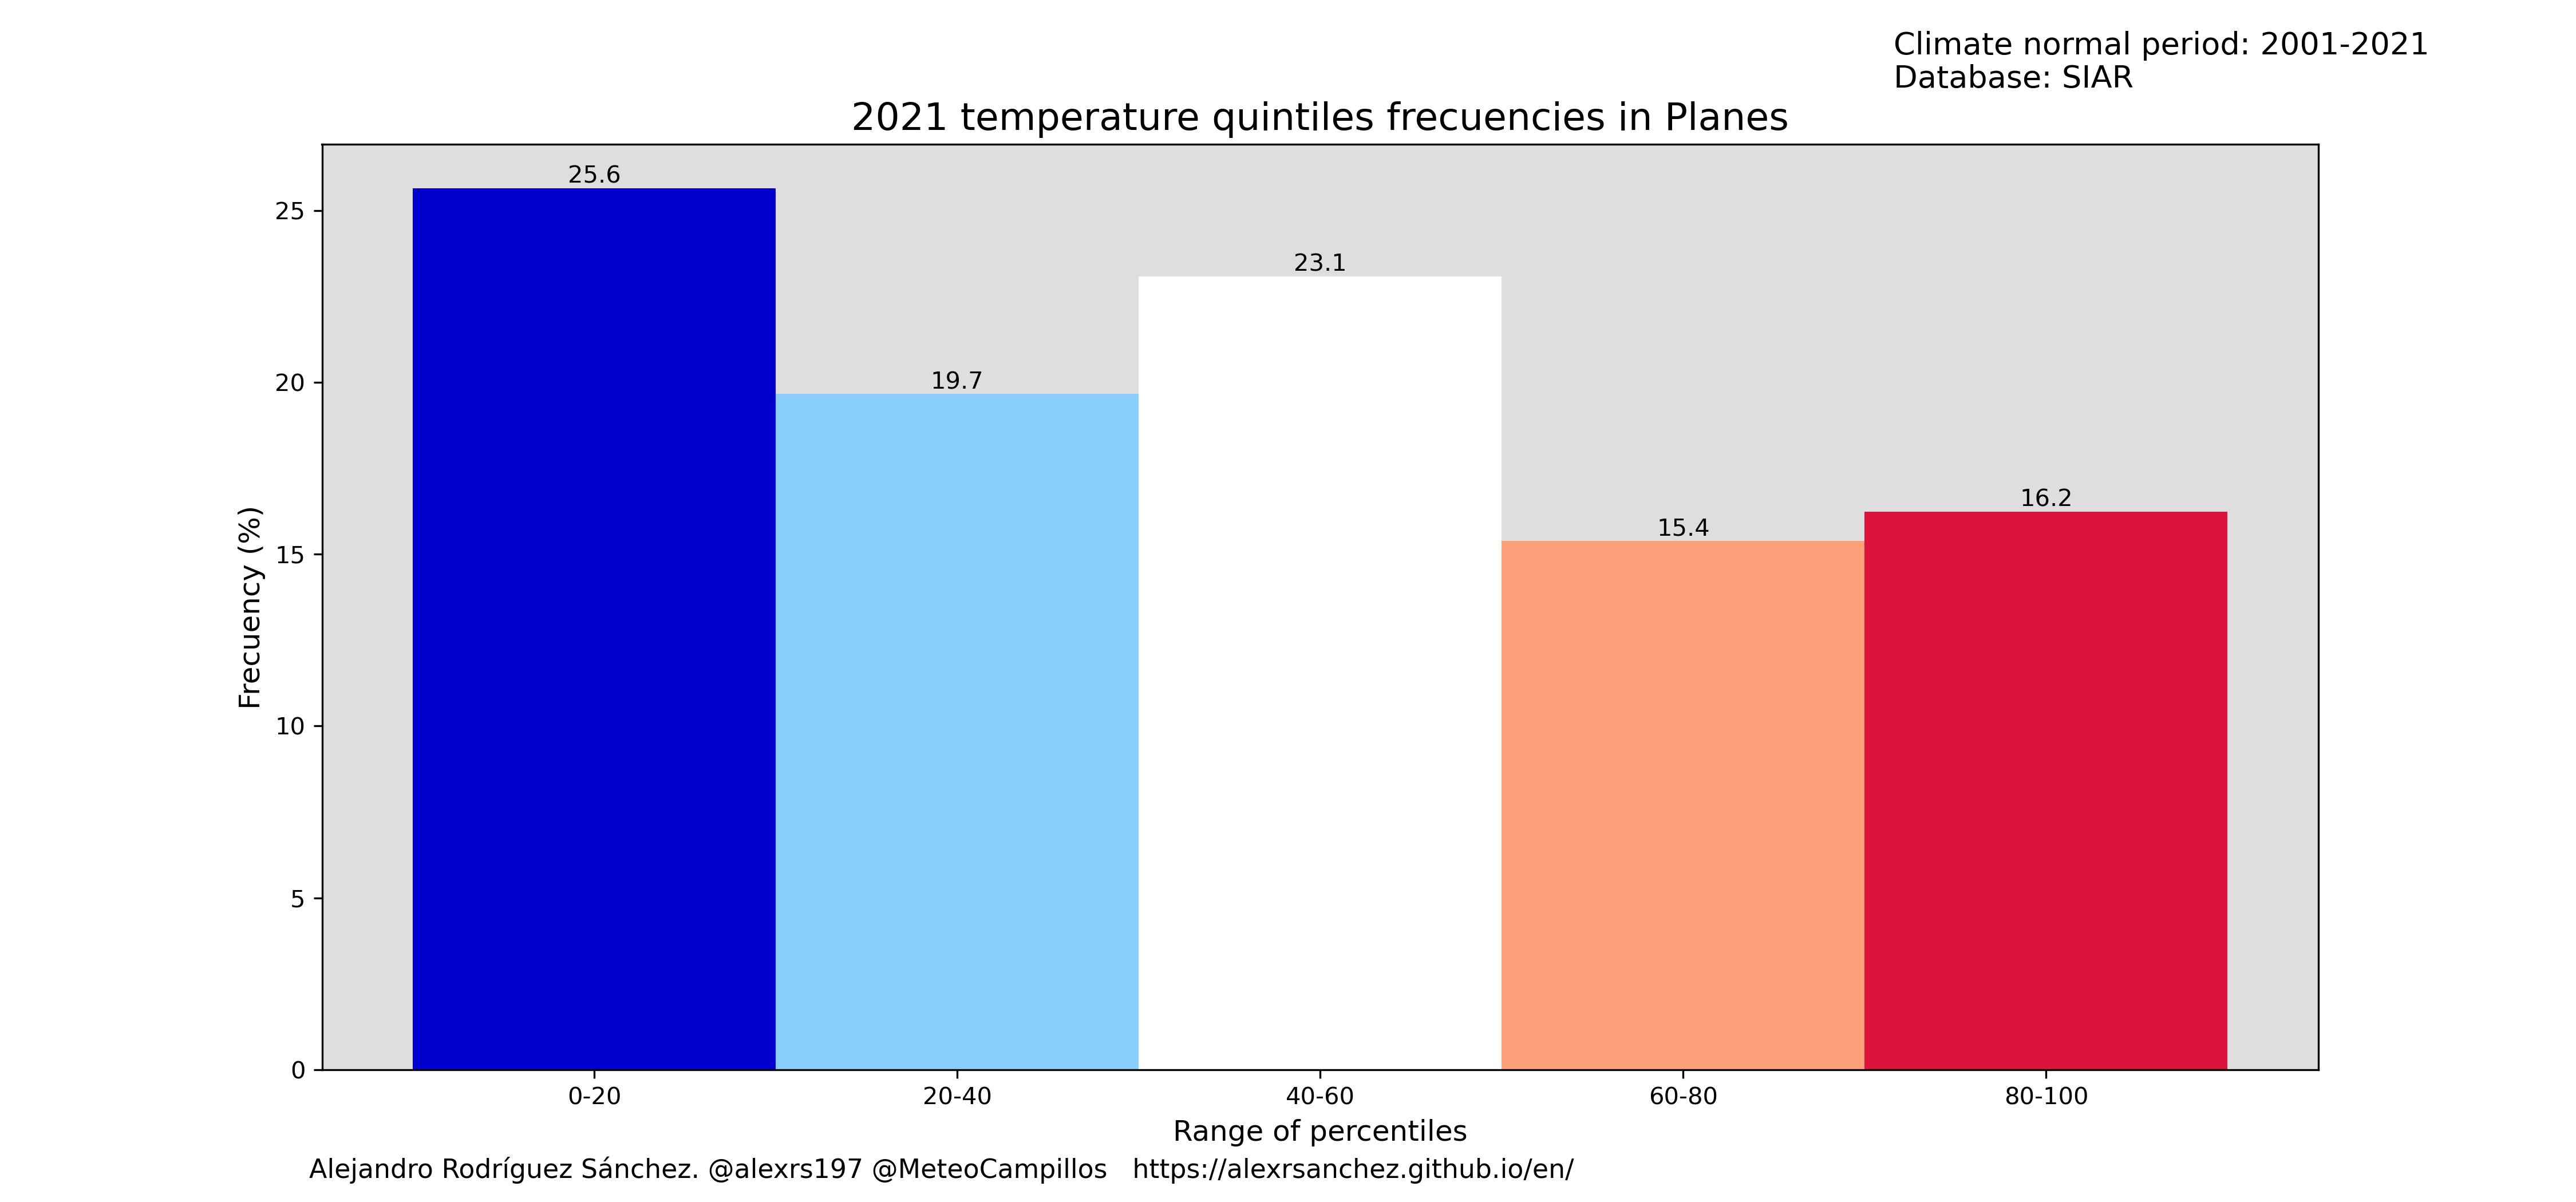 Climate normal period: 2001-2021
Database: SIAR
2021 temperature quintiles frecuencies in Planes
25.6
19.7
23.1
15.4
16.2
25
20
15
10
5
0
Frecuency (%)
0-20
20-40
40-60
60-80
80-100
Range of percentiles
Alejandro Rodríguez Sánchez. @alexrs197 @MeteoCampillos   https://alexrsanchez.github.io/en/